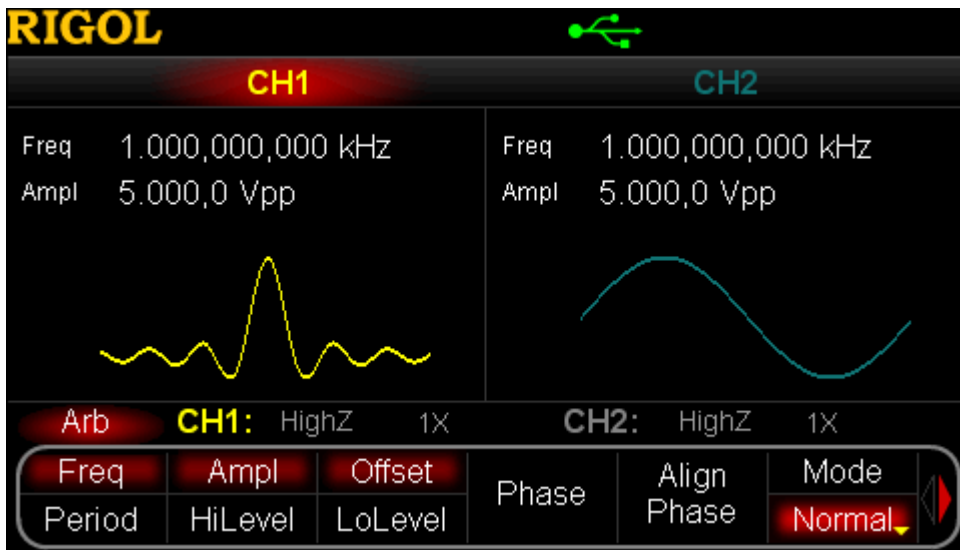 RIGOL
CH1 CH2
Freq 1.000,000,000 kHz Freq 1.000,000,000 kHz
Ampl 5.000,0 Vpp Ampl 5.000,0 Vpp
Arb CH1: HighZ 1X CH2: HighZ 1X
Freq Ampl Offset Phase Align Phase Mode
Period HiLevel LoLevel Normal